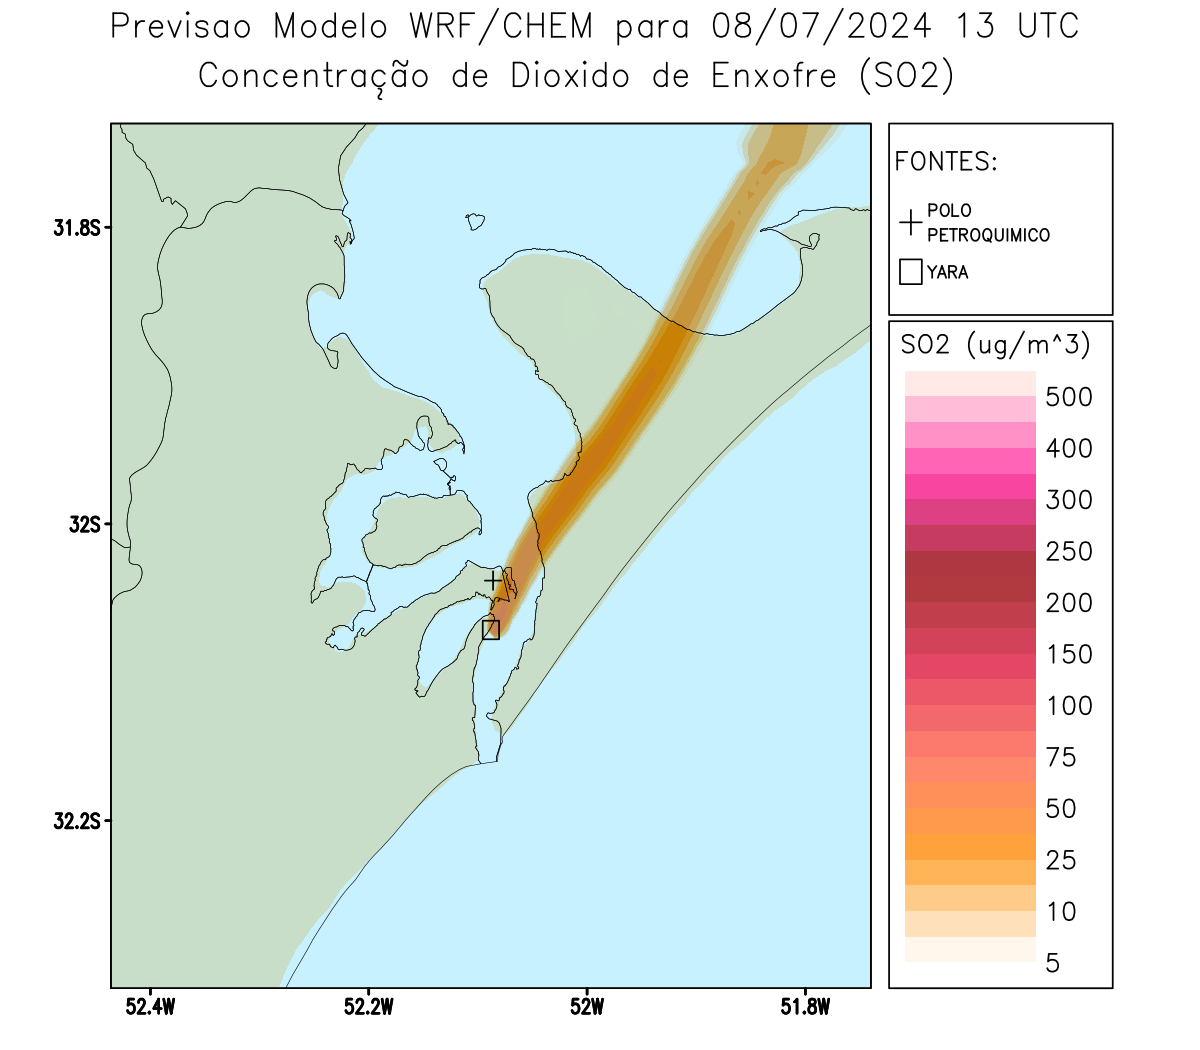 Previsao Modelo WRF/CHEM para 08/07/2024 13 UTC
Concentração de Dioxido de Enxofre (SO2)
FONTES:
POLO
PETROQUIMICO
YARA
SO2 (ug/m^3)
500
400
300
250
200
150
100
75
50
25
10
5
31.8S
32S
32.2S
52.4W
52.2W
52W
51.8W